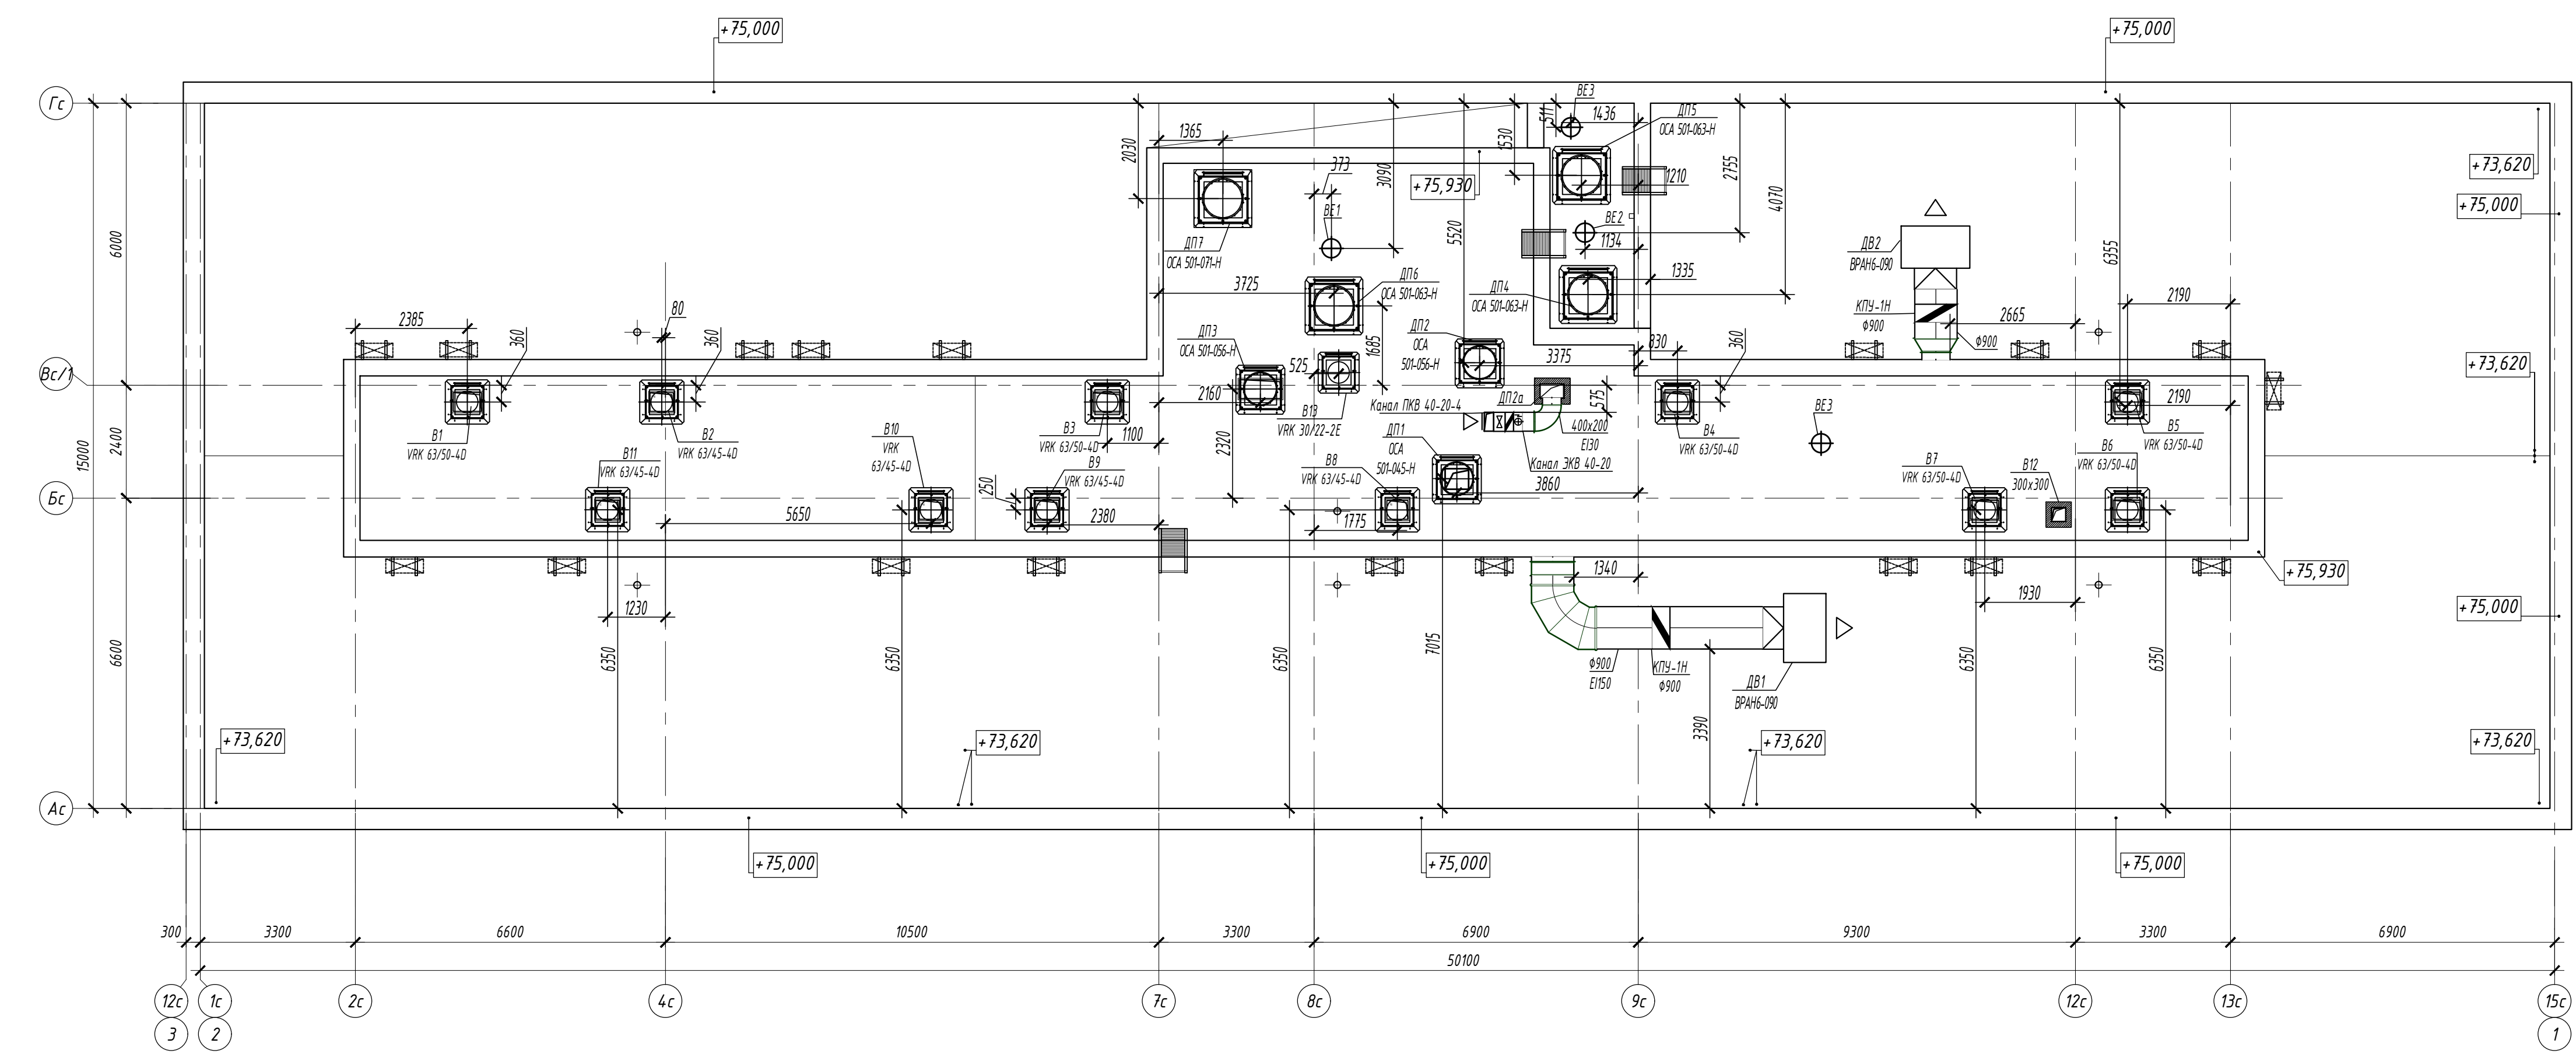 +75,000
+75,000
Гс
ВЕ3
511
1436
ДП5
ОСА 501-063-Н
1365
2030
1530
373
3090
+75,930
1210
2755
4070
+73,620
+75,000
6000
ВЕ1
ВЕ2
1134
5520
ДП7
ОСА 501-071-Н
ДВ2
ВРАН6-090
6355
3725
ДП6
ОСА 501-063-Н
1335
ДП4
ОСА 501-063-Н
2190
КПУ-1Н
Ф900
2665
Ф900
80
2385
360
360
ДП3
ОСА 501-056-Н
ДП2
ОСА
501-056-Н
1685
830
360
3375
525
+73,620
Вс/1
2160
В13
VRK 30/22-2E
Канал ПКВ 40-20-4
ДП2а
575
2190
ВЕ3
15000
2400
В1
VRK 63/50-4D
В2
VRK 63/45-4D
В10
VRK
63/45-4D
В3
VRK 63/50-4D
1100
2320
ДП1
ОСА
501-045-Н
400х200
EI30
Канал ЭКВ 40-20
В4
VRK 63/50-4D
В5
VRK 63/50-4D
В11
VRK 63/45-4D
В9
VRK 63/45-4D
В8
VRK 63/45-4D
В7
VRK 63/50-4D
В12
300х300
В6
VRK 63/50-4D
Бс
250
3860
5650
2380
1775
1340
+75,930
1230
1930
+75,000
6600
6350
6350
6350
7015
Ф900
EI150
КПУ-1Н
Ф900
ДВ1
ВРАН6-090
3390
6350
6350
+73,620
+73,620
+73,620
+73,620
Ас
+75,000
+75,000
+75,000
300
3300
6600
10500
3300
6900
9300
3300
6900
50100
12с
1с
2с
4с
7с
8с
9с
12с
13с
15с
3
2
1